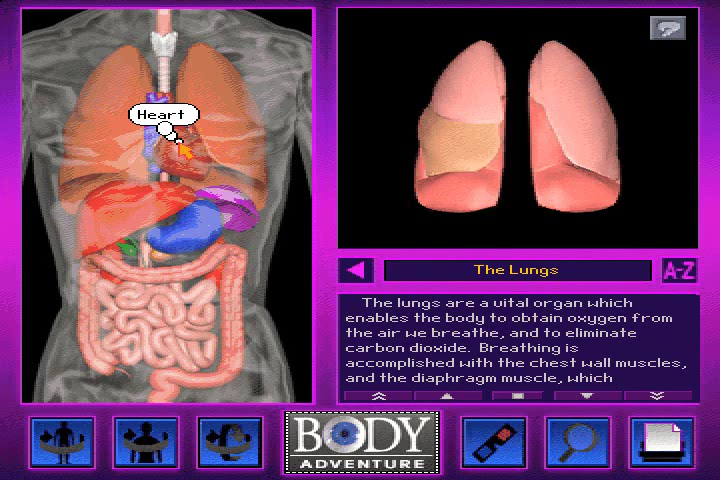 Heart
The Lungs
A-Z
The lungs are a vital organ which
enables the body to obtain oxygen from
the air we breathe, and to eliminate
carbon dioxide. Breathing is
accomplished with the chest wall muscles,
and the diaphragm muscle, which
BODY
ADVENTURE